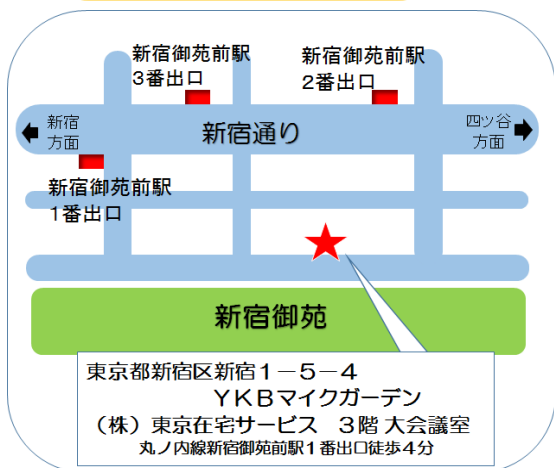 新宿御苑前駅
3番出口
新宿御苑前駅
2番出口
新宿
方面
新宿通り
四ツ谷
方面
新宿御苑前駅
1番出口
新宿御苑
東京都新宿区新宿1－5－4
YKBマイクガーデン
（株）東京在宅サービス　3階 大会議室
丸ノ内線新宿御苑前駅1番出口徒歩4分